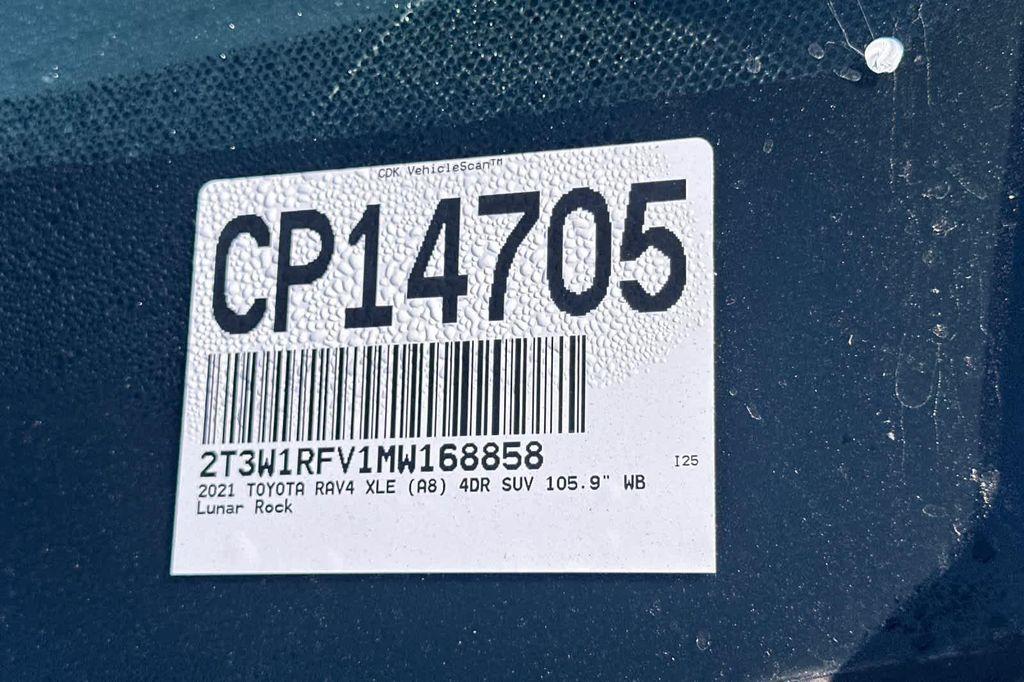 CDK VehicleScan™
CP14705
2T3W1RFV1MW168858
I25
2021 TOYOTA RAV4 XLE (A8) 4DR SUV 105.9" WB
Lunar Rock